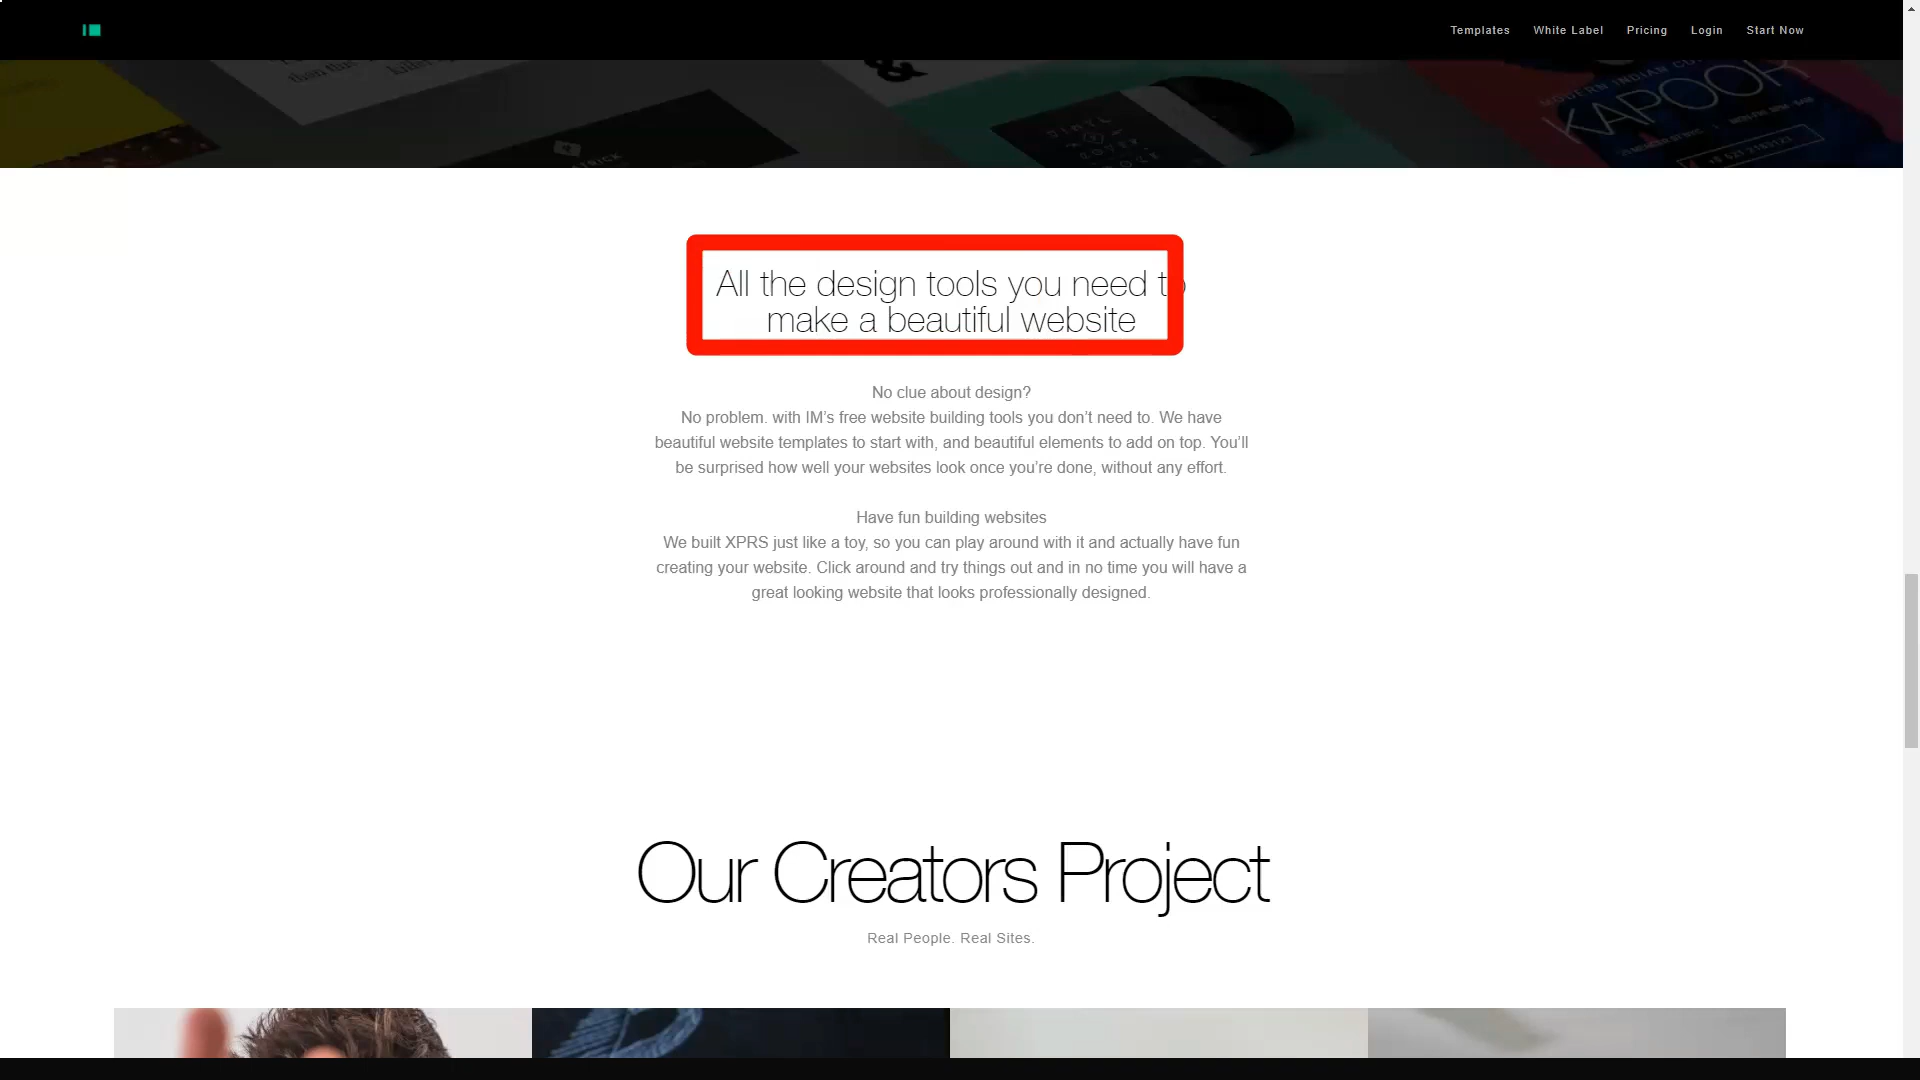 Templates White Label Pricing Login Start Now
than this
&
MODERN INDIAN
KAPOOR
All the design tools you need to
make a beautiful website
No clue about design?
No problem. with IM’s free website building tools you don’t need to. We have
beautiful website templates to start with, and beautiful elements to add on top. You’ll
be surprised how well your websites look once you’re done, without any effort.
Have fun building websites
We built XPRS just like a toy, so you can play around with it and actually have fun
creating your website. Click around and try things out and in no time you will have a
great looking website that looks professionally designed.
Our Creators Project
Real People. Real Sites.